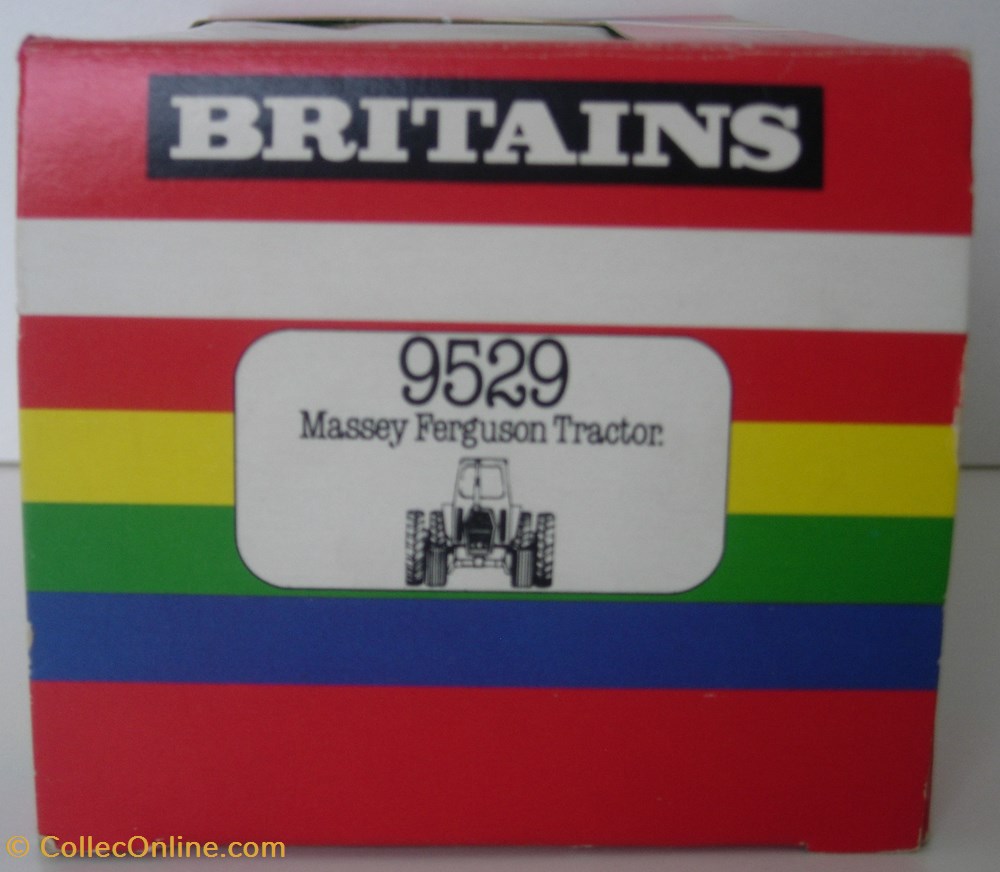 BRITAINS
9529
Massey Ferguson Tractor.
© CollecOnline.com